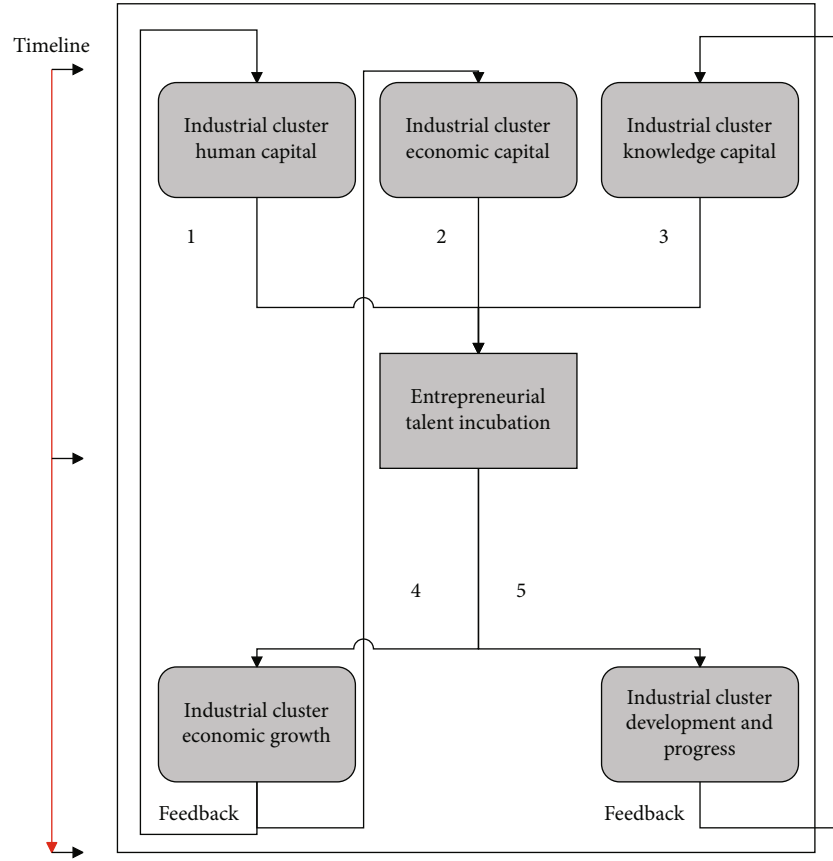 Timeline
Industrial cluster
human capital
Industrial cluster
economic capital
Industrial cluster
knowledge capital
1
2
3
Entrepreneurial
talent incubation
4
5
Industrial cluster
economic growth
Industrial cluster
development and
progress
Feedback
Feedback